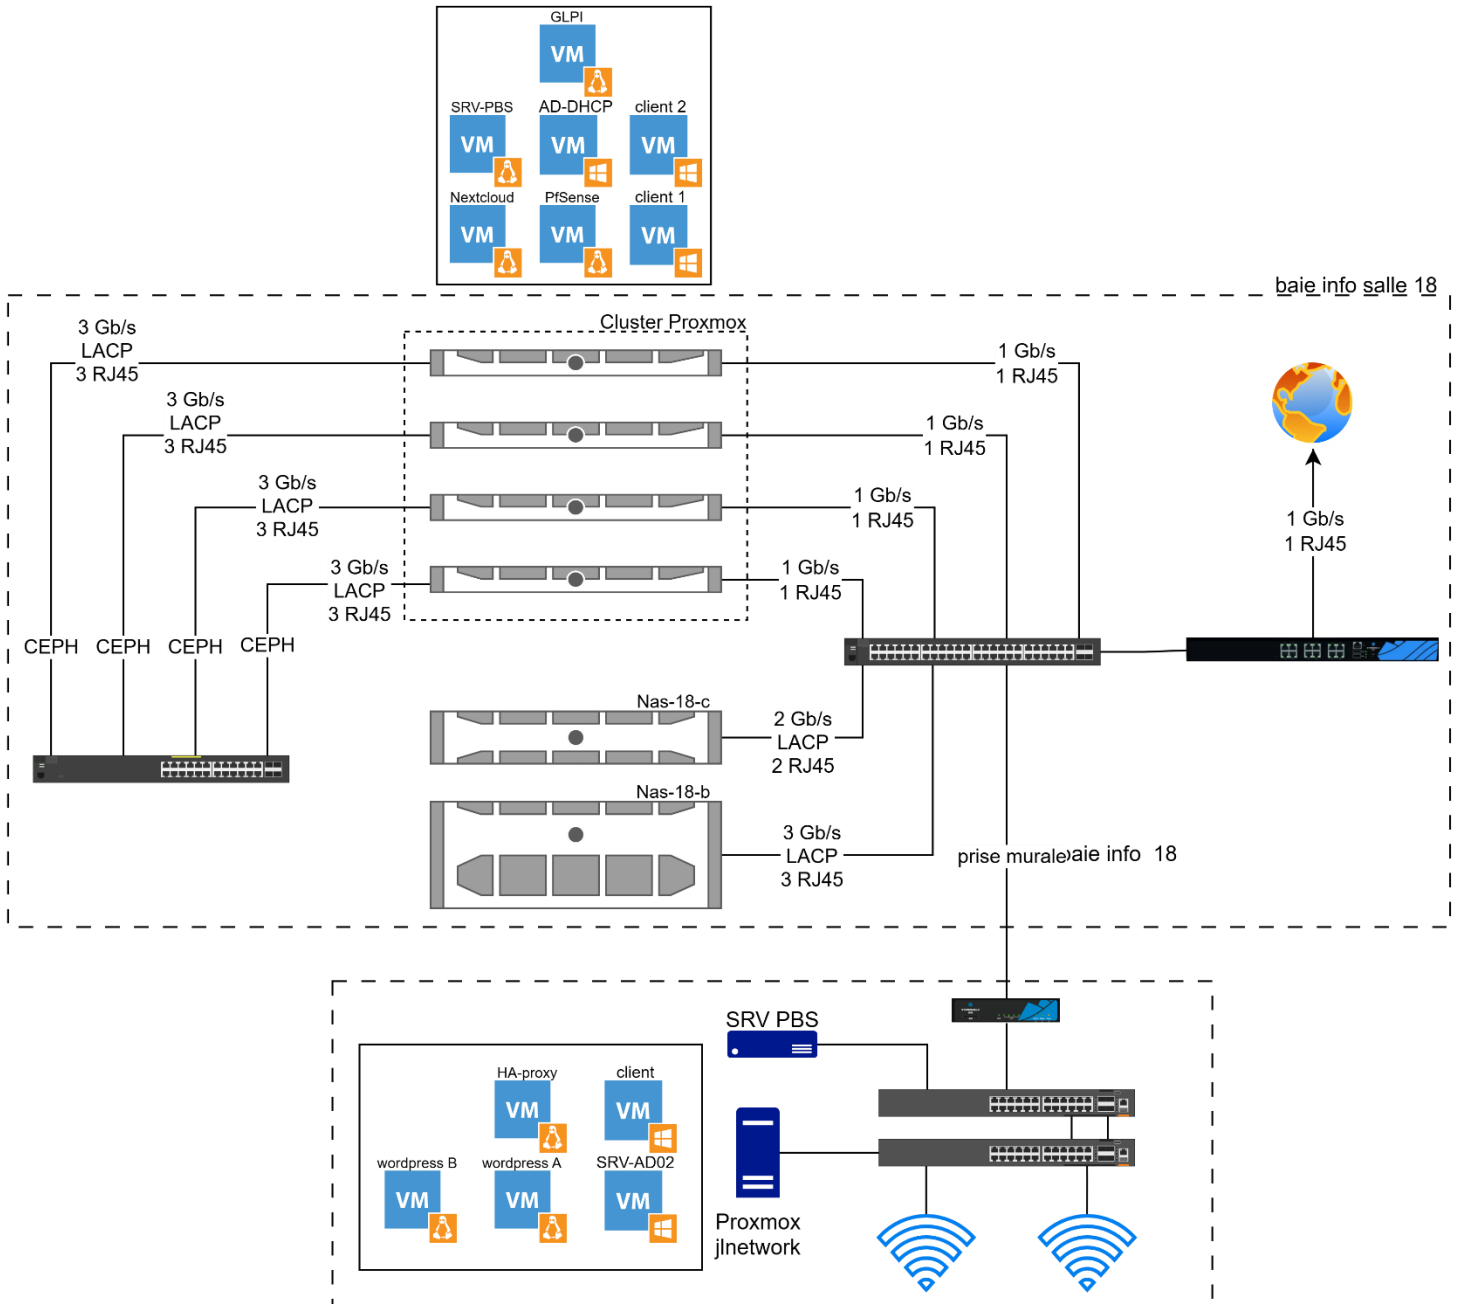 GLPI
VM
SRV-PBS
AD-DHCP
client 2
VM
VM
VM
Nextcloud
PfSense
client 1
VM
VM
VM
baie info salle 18
Cluster Proxmox
3 Gb/s
LACP
3 RJ45
1 Gb/s
1 RJ45
3 Gb/s
LACP
3 RJ45
1 Gb/s
1 RJ45
3 Gb/s
LACP
3 RJ45
1 Gb/s
1 RJ45
1 Gb/s
1 RJ45
3 Gb/s
LACP
3 RJ45
1 Gb/s
1 RJ45
CEPH
CEPH
CEPH
CEPH
Nas-18-c
2 Gb/s
LACP
2 RJ45
Nas-18-b
3 Gb/s
LACP
3 RJ45
prise murale
baie info 18
SRV PBS
HA-proxy
client
VM
VM
wordpress B
wordpress A
SRV-AD02
VM
VM
VM
Proxmox
jlnetwork